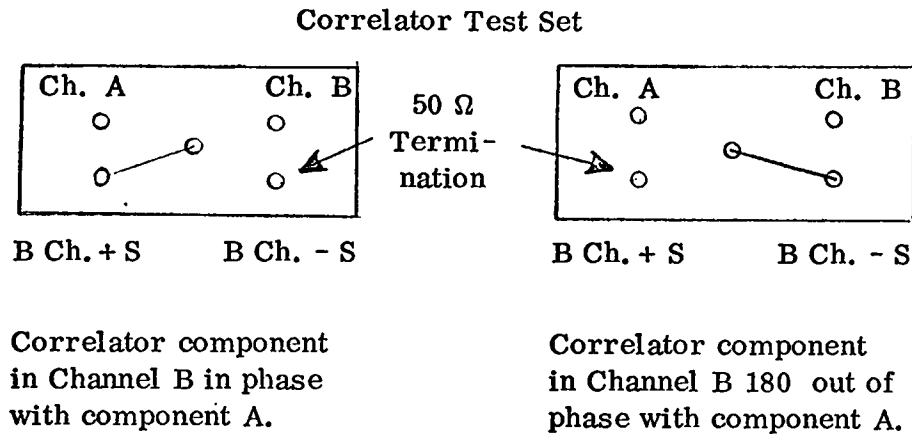 Correlator Test Set
Ch. A Ch. B
50 Ω
Termi-
nation
Ch. A Ch. B
B Ch. + S B Ch. - S
B Ch. + S B Ch. - S
Correlator component
in Channel B in phase
with component A.
Correlator component
in Channel B 180 out of
phase with component A.